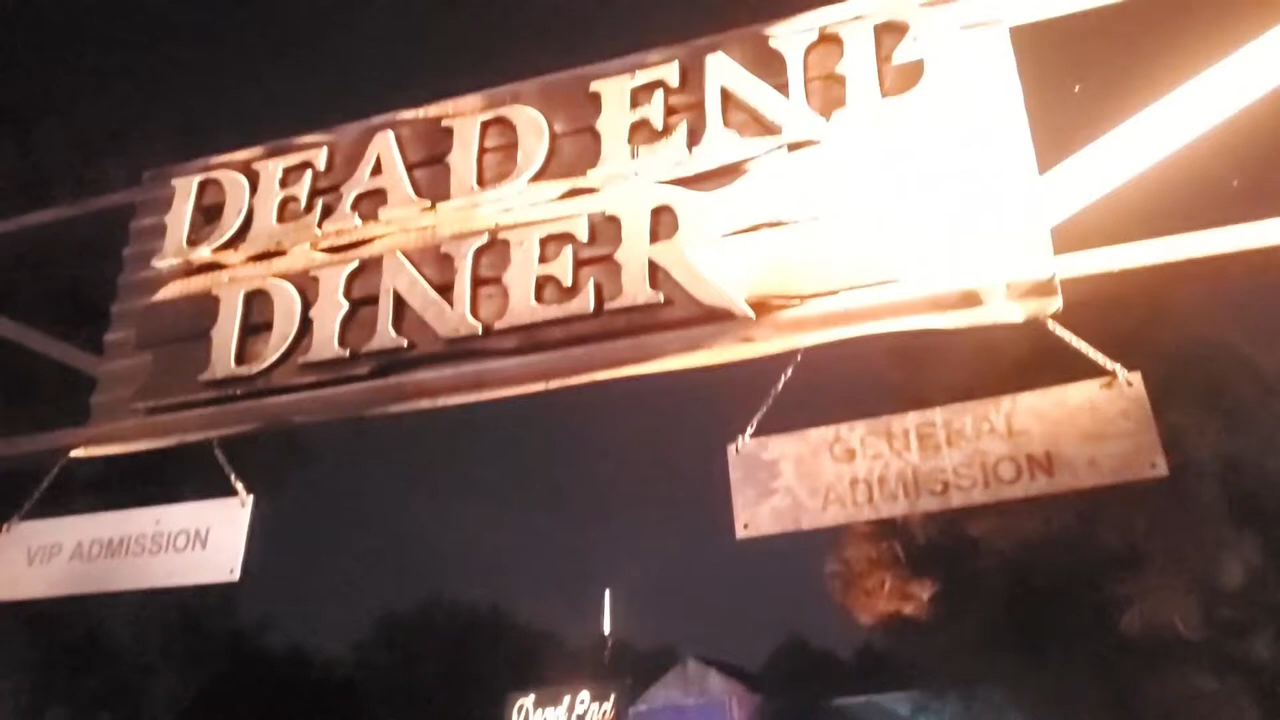 DEAD END
DINER
VIP ADMISSION
GENERAL
ADMISSION
Dead End